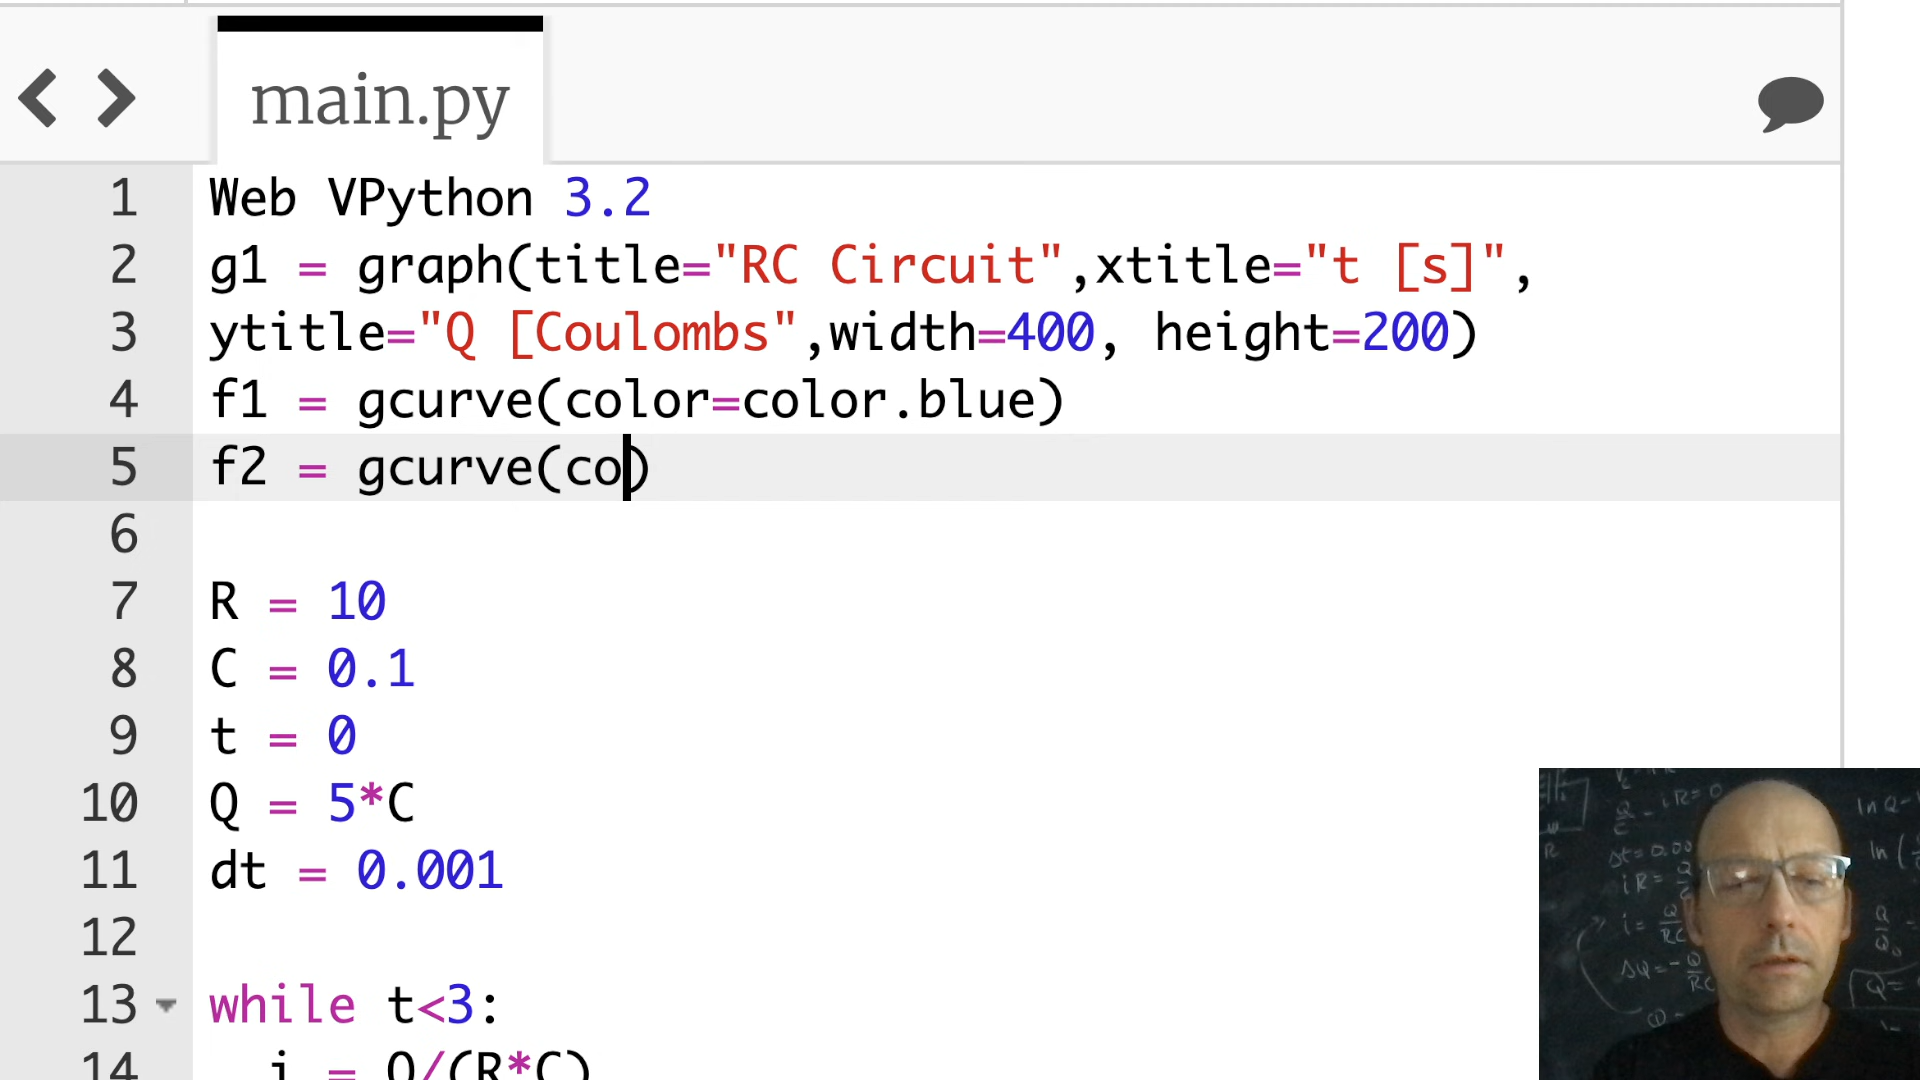 main.py
1 Web VPython 3.2
2 g1 = graph(title="RC Circuit",xtitle="t [s]",
3 ytitle="Q [Coulombs",width=400, height=200)
4 f1 = gcurve(color=color.blue)
5 f2 = gcurve(co)
6
7 R = 10
8 C = 0.1
9 t = 0
10 Q = 5*C
11 dt = 0.001
12
13 while t<3:
14 i = Q/(R*C)